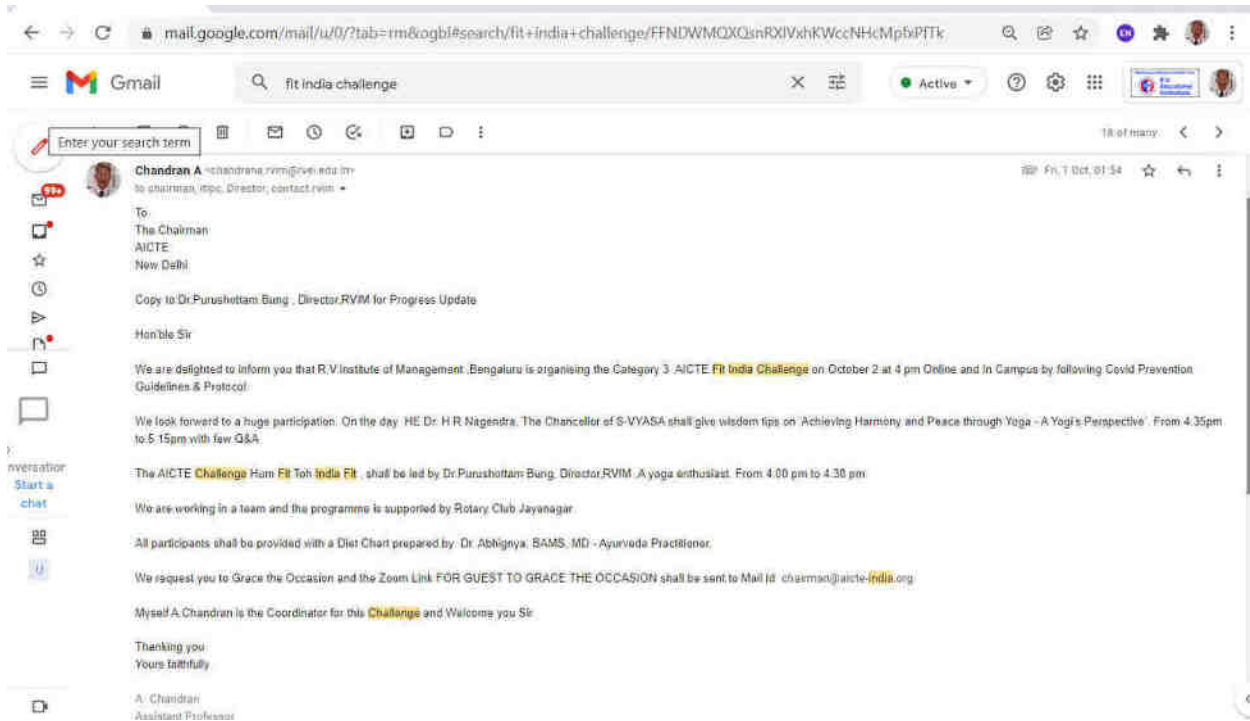 mail.google.com/mail/u/0/?tab=rm&ogbl#search/fit+india+challenge/
Gmail
fit india challenge
Active
Enter your search term
18 of many
99+
Chandran A
Fri, 1 Oct, 01:54
to chairman, Director, contact.rvim
To
The Chairman
AICTE
New Delhi
Copy to Dr.Purushottam Bung , Director,RVIM for Progress Update
Hon'ble Sir
We are delighted to inform you that R.V.Institute of Management ,Bengaluru is organising the Category 3 AICTE Fit India Challenge on October 2 at 4 pm Online and In Campus by following Covid Prevention
Guidelines & Protocol.
We look forward to a huge participation. On the day HE Dr. H R Nagendra, The Chancellor of S-VYASA shall give wisdom tips on 'Achieving Harmony and Peace through Yoga - A Yogi's Perspective'. From 4.35pm
to 5 15pm with few Q&A
The AICTE Challenge Hum Fit Toh India Fit , shall be led by Dr.Purushottam Bung, Director,RVIM ,A yoga enthusiast. From 4:00 pm to 4:30 pm
We are working in a team and the programme is supported by Rotary Club Jayanagar
All participants shall be provided with a Diet Chart prepared by. Dr. Abhignya, BAMS, MD - Ayurveda Practitioner.
We request you to Grace the Occasion and the Zoom Link FOR GUEST TO GRACE THE OCCASION shall be sent to Mail Id chairman@aicte-india.org
nversation
Start a
chat
Myself A.Chandran is the Coordinator for this Challenge and Welcome you Sir
Thanking you
Yours faithfully
A. Chandran
Assistant Professor